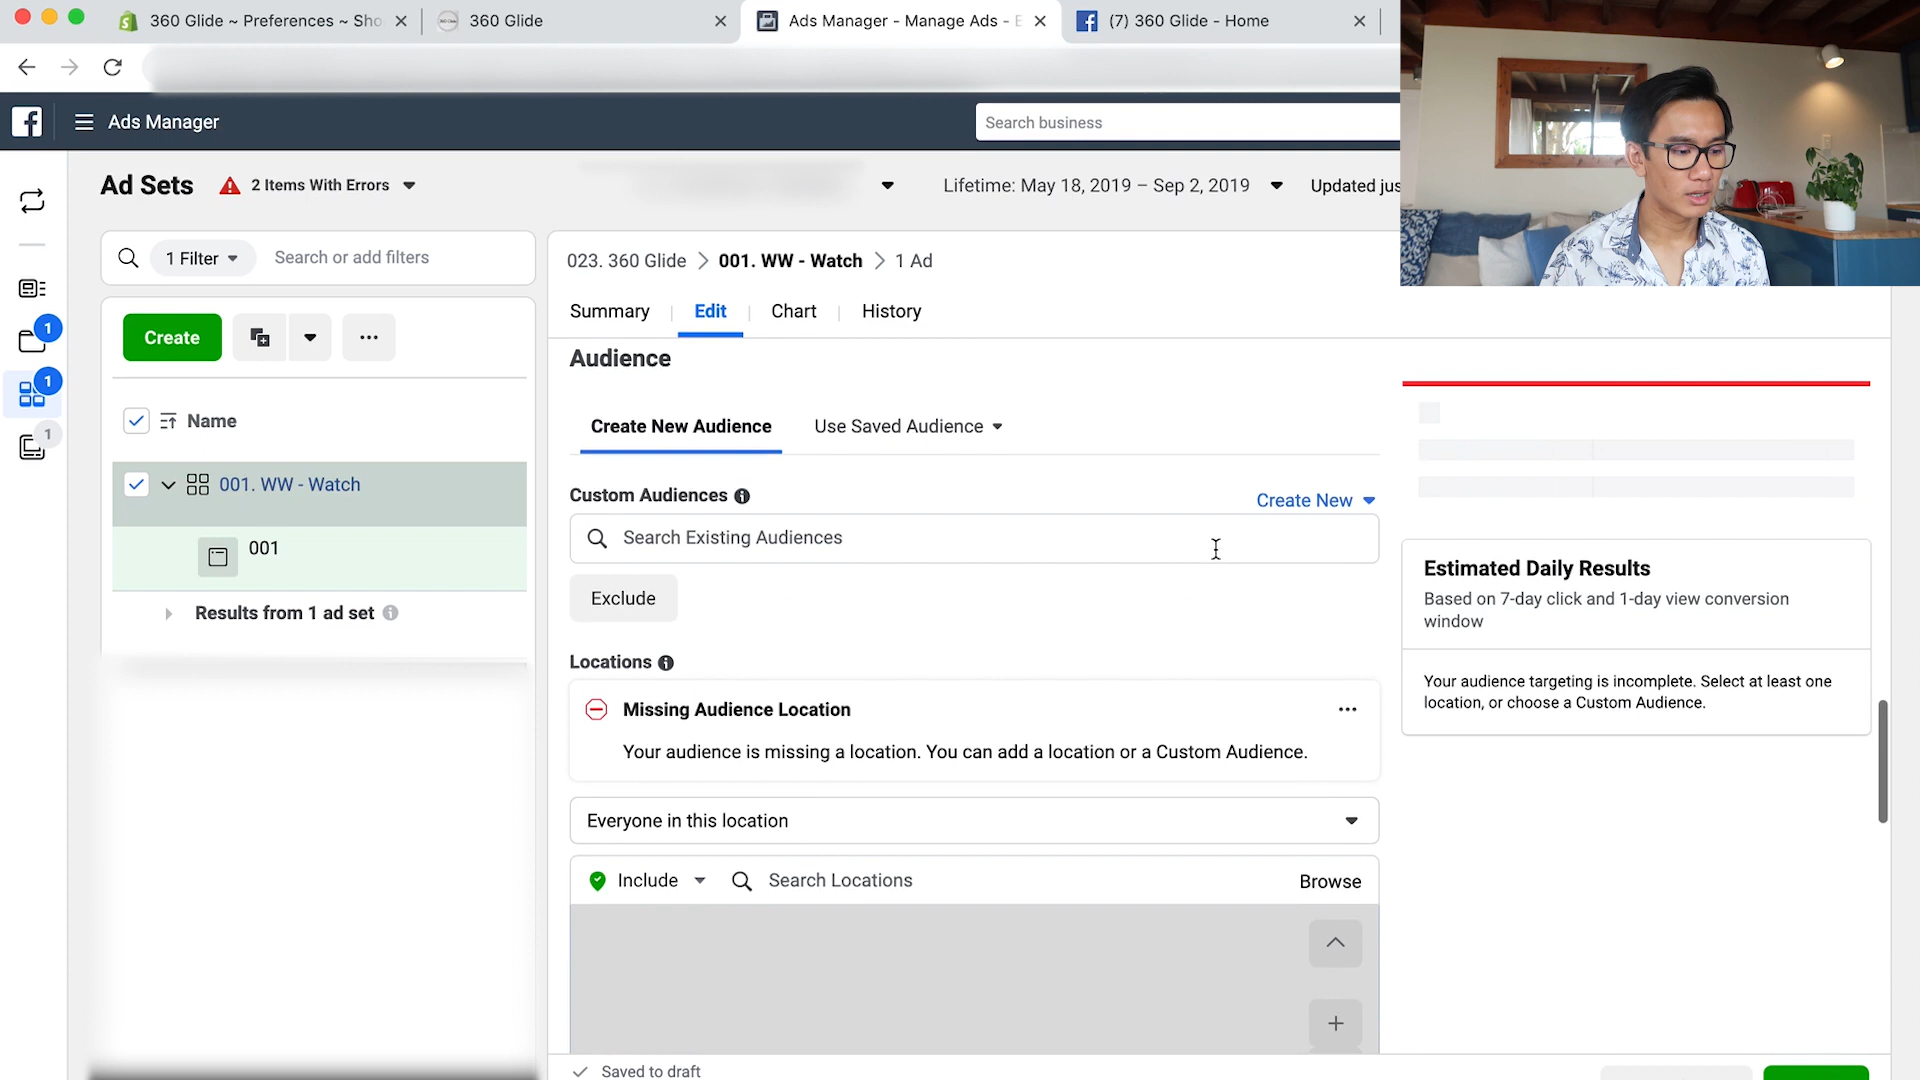 360 Glide ~ Preferences ~ Sho
360 Glide
Ads Manager - Manage Ads - E
(7) 360 Glide - Home
Ads Manager
Search business
Ad Sets
2 Items With Errors
Lifetime: May 18, 2019 – Sep 2, 2019
Updated jus
1 Filter
Search or add filters
023. 360 Glide
001. WW - Watch
1 Ad
Summary
Edit
Chart
History
Create
1
1
1
Name
001. WW - Watch
001
Results from 1 ad set
Audience
Create New Audience
Use Saved Audience
Custom Audiences
Create New
Search Existing Audiences
Exclude
Locations
Missing Audience Location
Your audience is missing a location. You can add a location or a Custom Audience.
Everyone in this location
Include
Search Locations
Browse
Saved to draft
Estimated Daily Results
Based on 7-day click and 1-day view conversion
window
Your audience targeting is incomplete. Select at least one
location, or choose a Custom Audience.